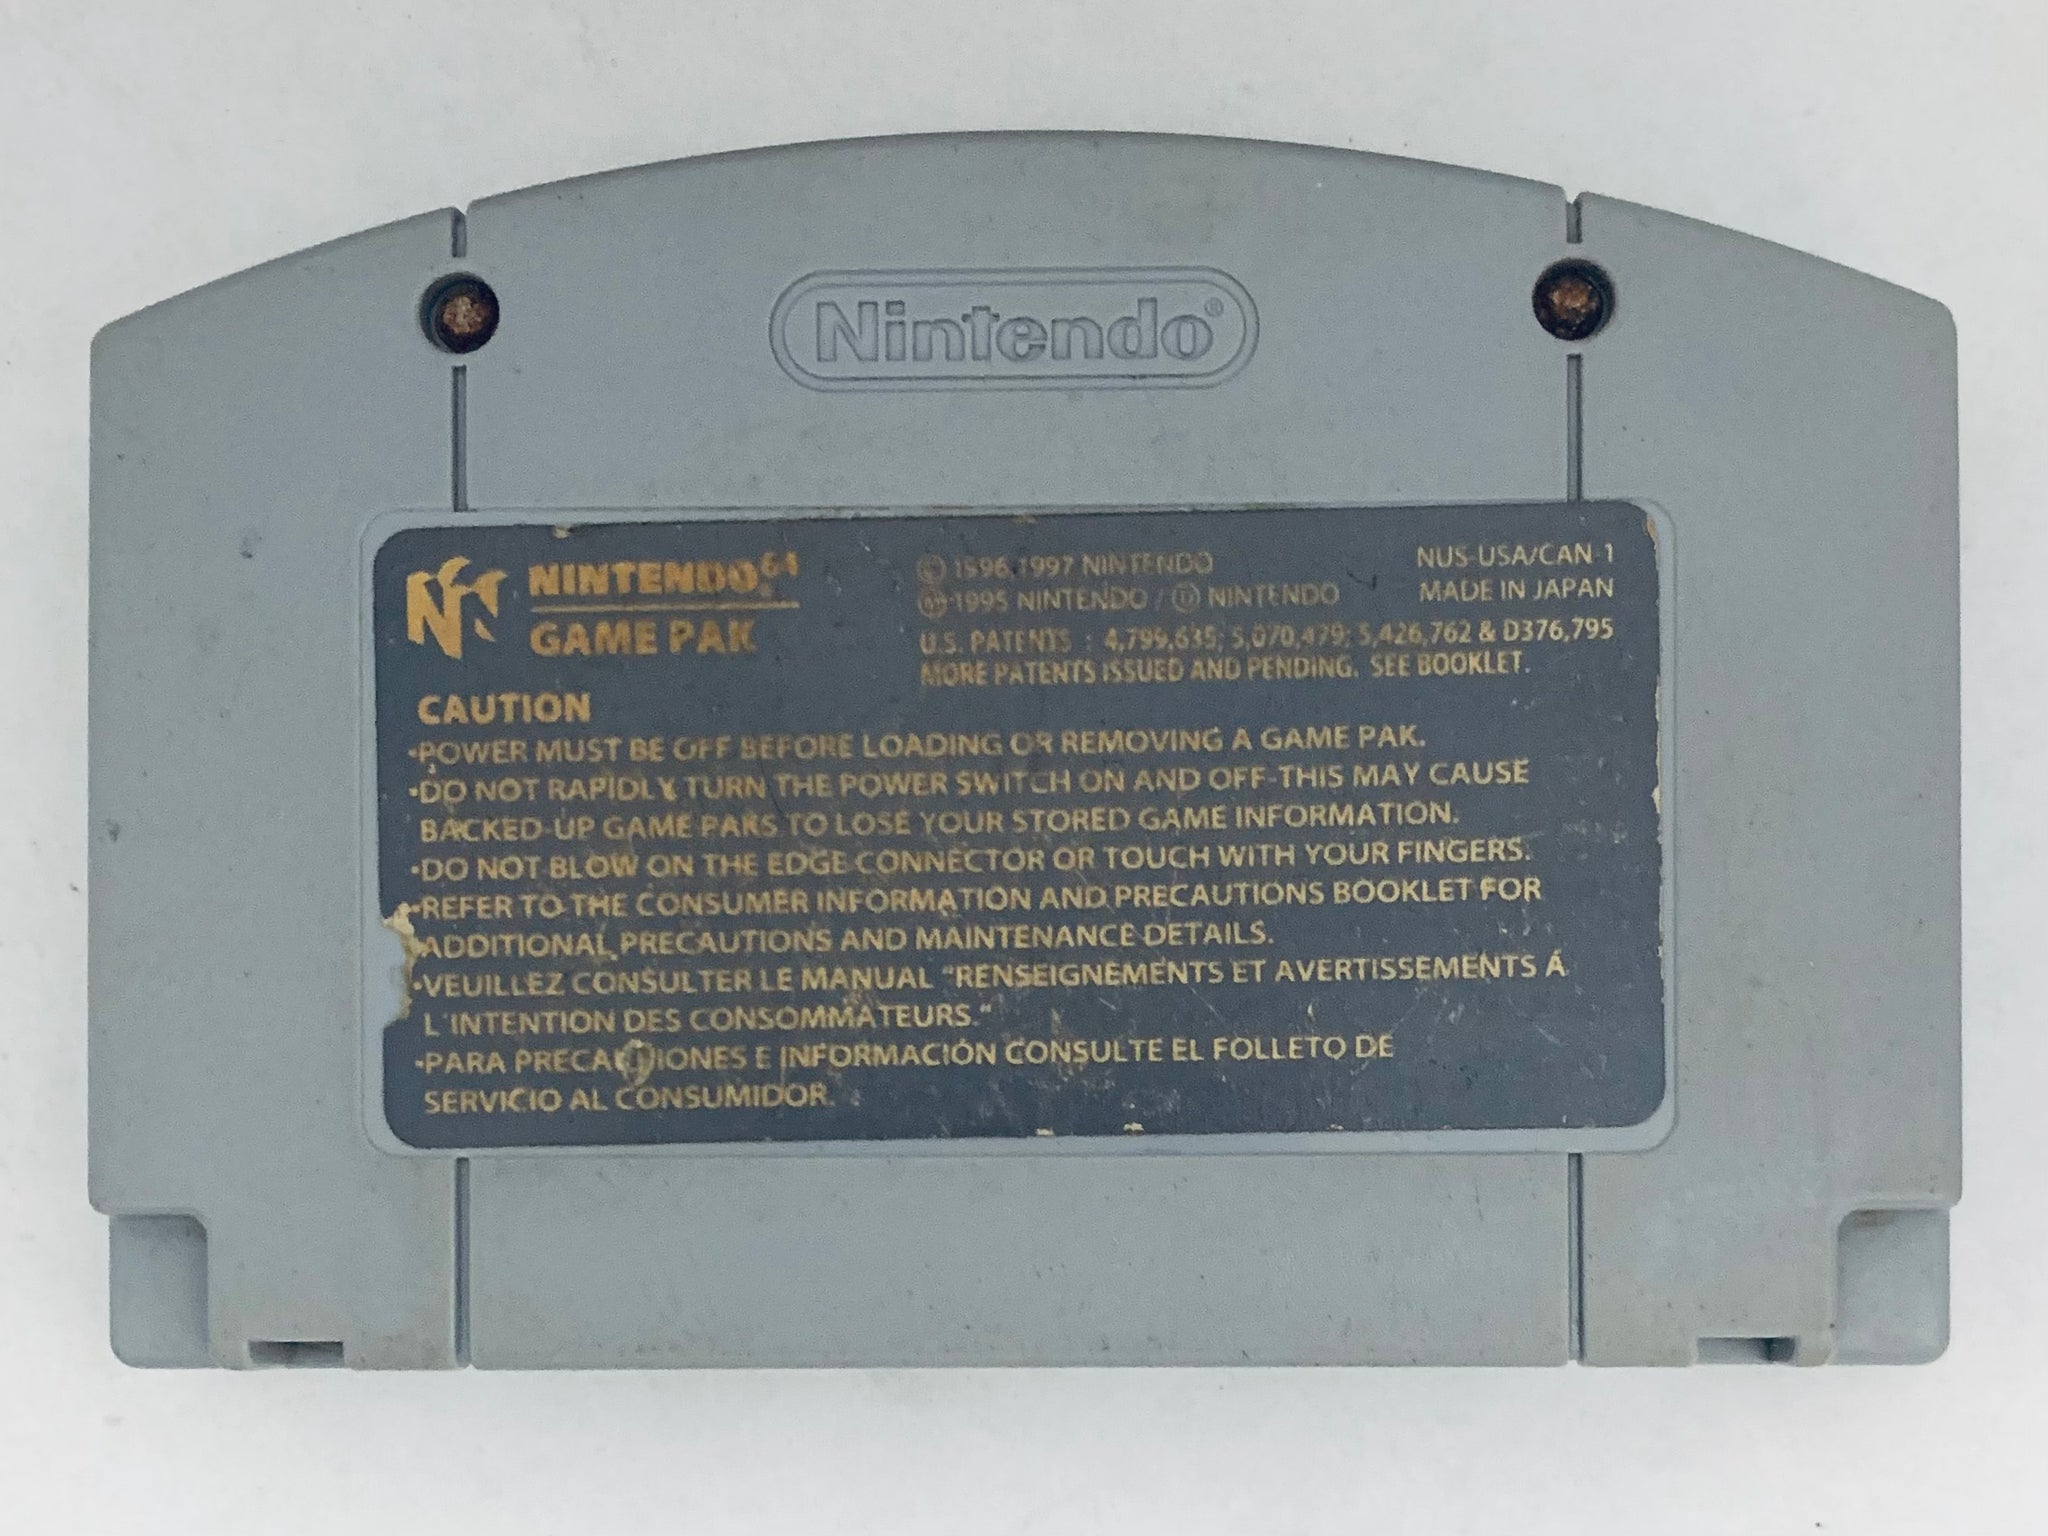 Nintendo®
NINTENDO⁶⁴
GAME PAK
© 1996,1997 NINTENDO
1995 NINTENDO / Ⓓ NINTENDO
U.S. PATENTS : 4,799,635; 5,070,479; 5,426,762 & D376,795
MORE PATENTS ISSUED AND PENDING. SEE BOOKLET.
NUS-USA/CAN-1
MADE IN JAPAN
CAUTION
•POWER MUST BE OFF BEFORE LOADING OR REMOVING A GAME PAK.
•DO NOT RAPIDLY TURN THE POWER SWITCH ON AND OFF-THIS MAY CAUSE
BACKED-UP GAME PAKS TO LOSE YOUR STORED GAME INFORMATION.
•DO NOT BLOW ON THE EDGE CONNECTOR OR TOUCH WITH YOUR FINGERS.
•REFER TO THE CONSUMER INFORMATION AND PRECAUTIONS BOOKLET FOR
ADDITIONAL PRECAUTIONS AND MAINTENANCE DETAILS.
•VEUILLEZ CONSULTER LE MANUAL "RENSEIGNEMENTS ET AVERTISSEMENTS Á
L'INTENTION DES CONSOMMATEURS."
•PARA PRECAUTIONES E INFORMACIÓN CONSULTE EL FOLLETO DE
SERVICIO AL CONSUMIDOR.